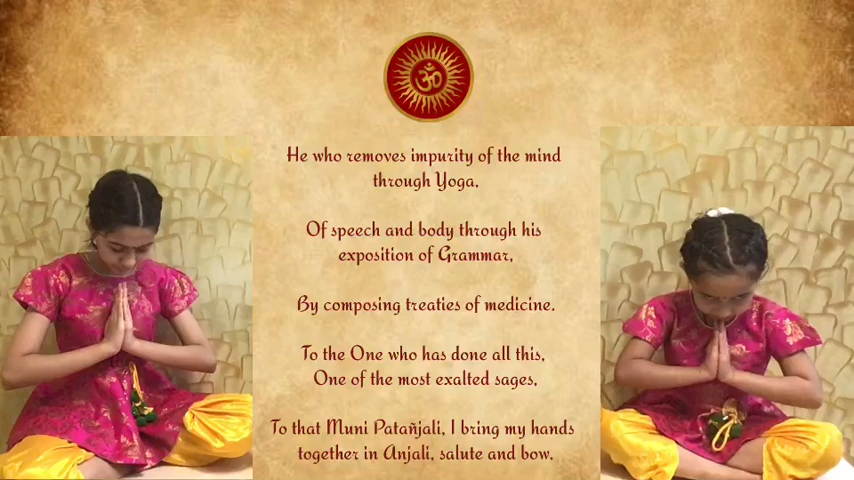 ॐ
He who removes impurity of the mind
through Yoga,
Of speech and body through his
exposition of Grammar,
By composing treaties of medicine.
To the One who has done all this,
One of the most exalted sages,
To that Muni Patañjali, I bring my hands
together in Anjali, salute and bow.